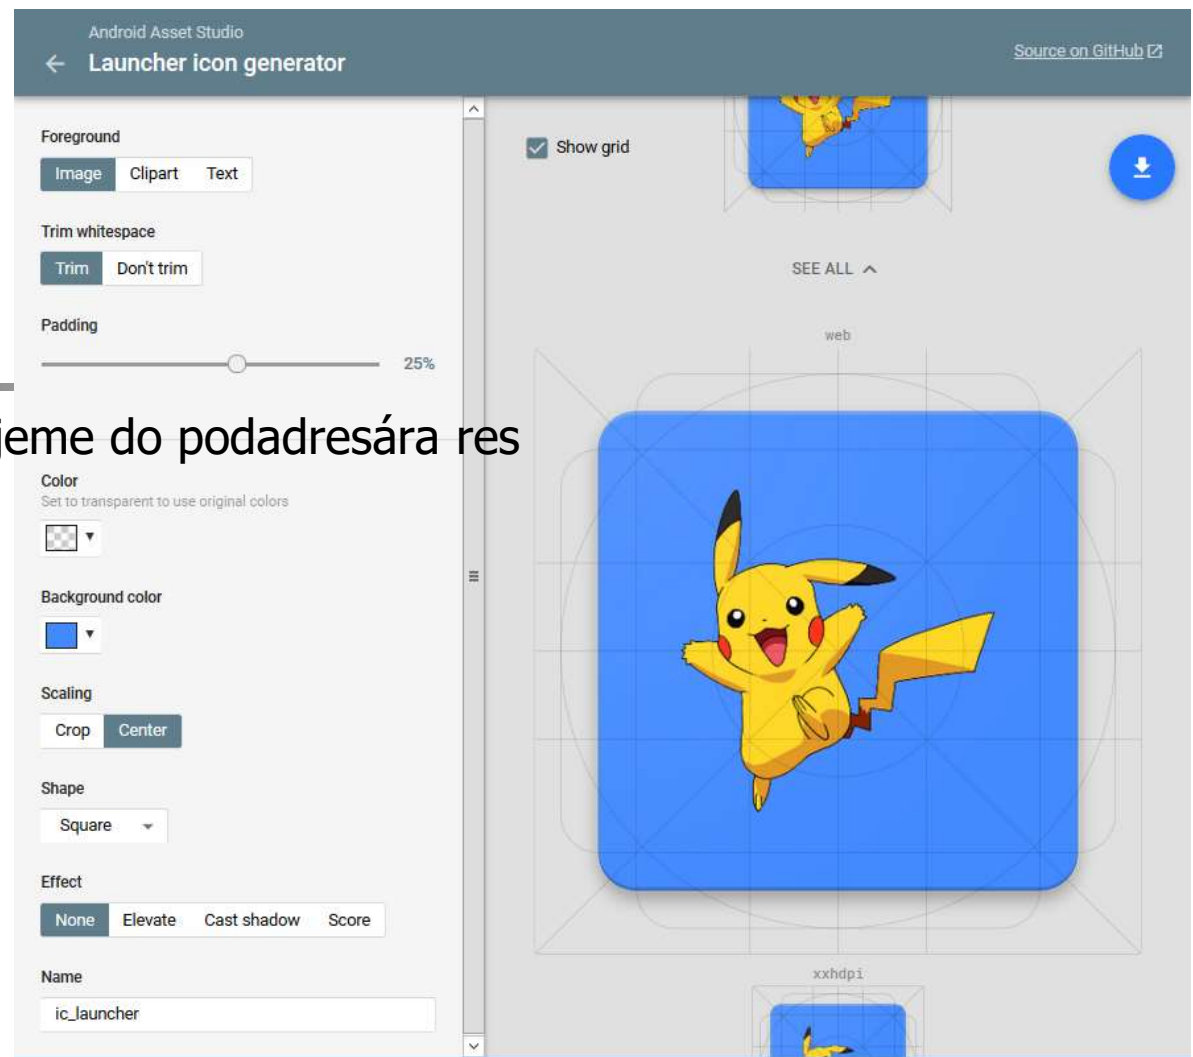 Android Asset Studio
Launcher icon generator
Source on GitHub
Foreground
Image Clipart Text
Show grid
Trim whitespace
Trim Don't trim
SEE ALL
Padding
25%
web
do podadresára res
Color
Set to transparent to use original colors
Background color
Scaling
Crop Center
Shape
Square
Effect
None Elevate Cast shadow Score
Name
xxhdpi
ic_launcher